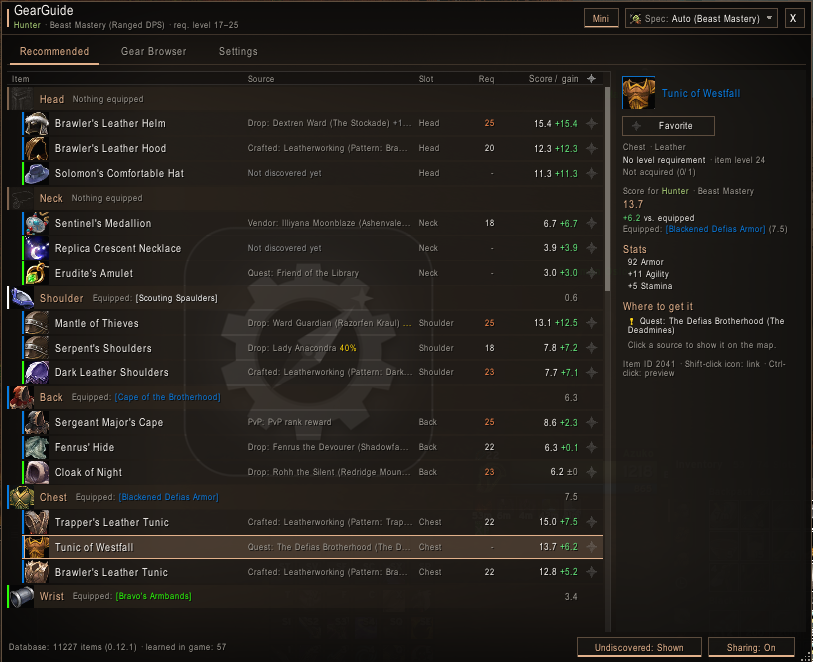 GearGuide
Hunter · Beast Mastery (Ranged DPS) · req. level 17–25
Mini
Spec: Auto (Beast Mastery)
X
Recommended
Gear Browser
Settings
Item Source Slot Req Score / gain
Head Nothing equipped
Brawler's Leather Helm Drop: Dextren Ward (The Stockade) +1... Head 25 15.4 +15.4
Brawler's Leather Hood Crafted: Leatherworking (Pattern: Bra... Head 20 12.3 +12.3
Solomon's Comfortable Hat Not discovered yet Head - 11.3 +11.3
Neck Nothing equipped
Sentinel's Medallion Vendor: Illiyana Moonblaze (Ashenvale... Neck 18 6.7 +6.7
Replica Crescent Necklace Not discovered yet Neck - 3.9 +3.9
Erudite's Amulet Quest: Friend of the Library Neck - 3.0 +3.0
Shoulder Equipped: [Scouting Spaulders] 0.6
Mantle of Thieves Drop: Ward Guardian (Razorfen Kraul) ... Shoulder 25 13.1 +12.5
Serpent's Shoulders Drop: Lady Anacondra 40% Shoulder 18 7.8 +7.2
Dark Leather Shoulders Crafted: Leatherworking (Pattern: Dark... Shoulder 23 7.7 +7.1
Back Equipped: [Cape of the Brotherhood] 6.3
Sergeant Major's Cape PvP: PvP rank reward Back 25 8.6 +2.3
Fenrus' Hide Drop: Fenrus the Devourer (Shadowfa... Back 22 6.3 +0.1
Cloak of Night Drop: Rohh the Silent (Redridge Moun... Back 23 6.2 ±0
Chest Equipped: [Blackened Defias Armor] 7.5
Trapper's Leather Tunic Crafted: Leatherworking (Pattern: Trap... Chest 22 15.0 +7.5
Tunic of Westfall Quest: The Defias Brotherhood (The D... Chest - 13.7 +6.2
Brawler's Leather Tunic Crafted: Leatherworking (Pattern: Bra... Chest 22 12.8 +5.2
Wrist Equipped: [Bravo's Armbands] 3.4
Tunic of Westfall
Favorite
Chest · Leather
No level requirement · item level 24
Not acquired (0/1)
Score for Hunter · Beast Mastery
13.7
+6.2 vs. equipped
Equipped: [Blackened Defias Armor] (7.5)
Stats
92 Armor
+11 Agility
+5 Stamina
Where to get it
Quest: The Defias Brotherhood (The
Deadmines)
Click a source to show it on the map.
Item ID 2041 · Shift-click icon: link · Ctrl-
click: preview
Database: 11227 items (0.12.1) · learned in game: 57
Undiscovered: Shown
Sharing: On